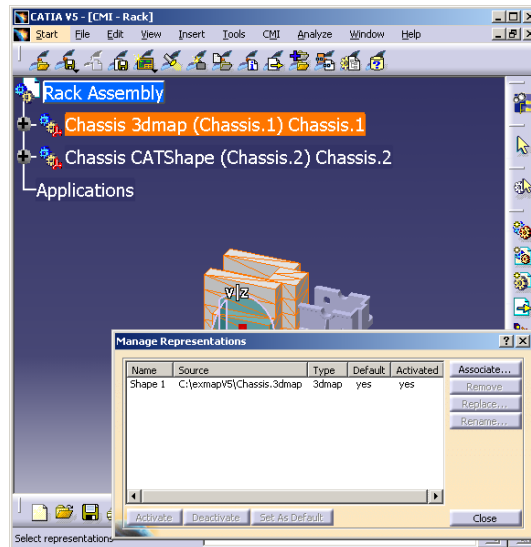 CATIA V5 - [CMI - Rack]
Start File Edit View Insert Tools CMI Analyze Window Help
Rack Assembly
Chassis 3dmap (Chassis.1) Chassis.1
Chassis CATShape (Chassis.2) Chassis.2
Applications
y|z
Manage Representations
Name Source Type Default Activated
Shape 1 C:\exmapV5\Chassis.3dmap 3dmap yes yes
Associate...
Remove
Replace...
Rename...
Activate Deactivate Set As Default Close
Select representations